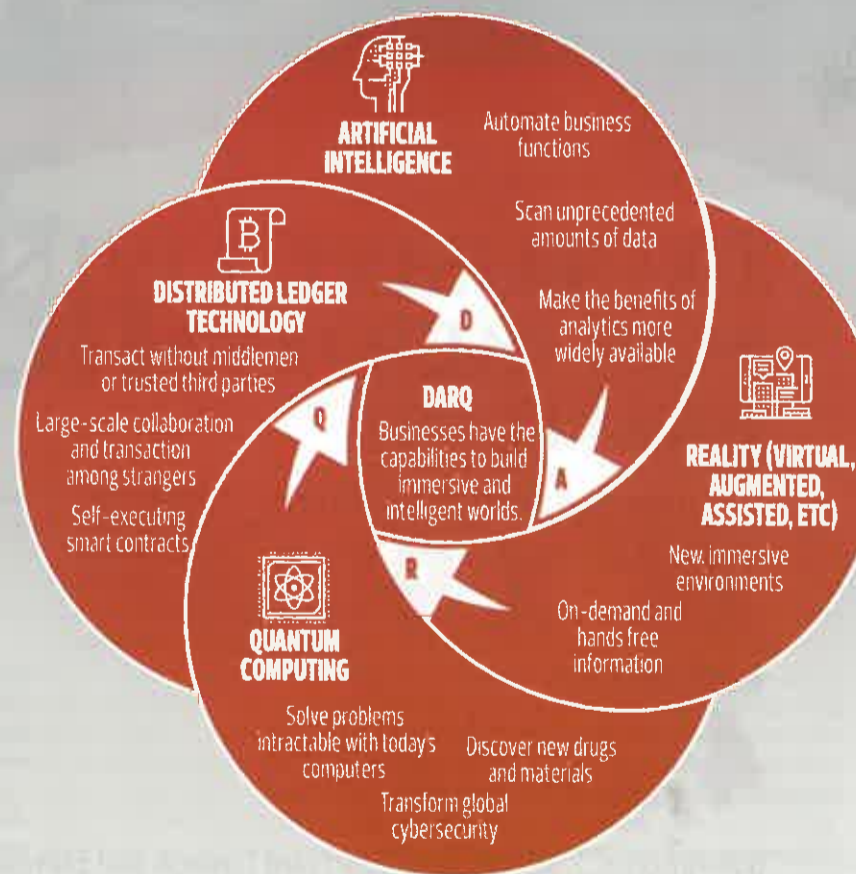 ARTIFICIAL
INTELLIGENCE
Automate business
functions
Scan unprecedented
amounts of data
Make the benefits of
analytics more
widely available
DISTRIBUTED LEDGER
TECHNOLOGY
Transact without middlemen
or trusted third parties
Large-scale collaboration
and transaction
among strangers
Self-executing
smart contracts
D
A
R
Q
DARQ
Businesses have the
capabilities to build
immersive and
intelligent worlds.
REALITY (VIRTUAL,
AUGMENTED,
ASSISTED, ETC)
New immersive
environments
On-demand and
hands free
information
QUANTUM
COMPUTING
Solve problems
intractable with today's
computers
Discover new drugs
and materials
Transform global
cybersecurity